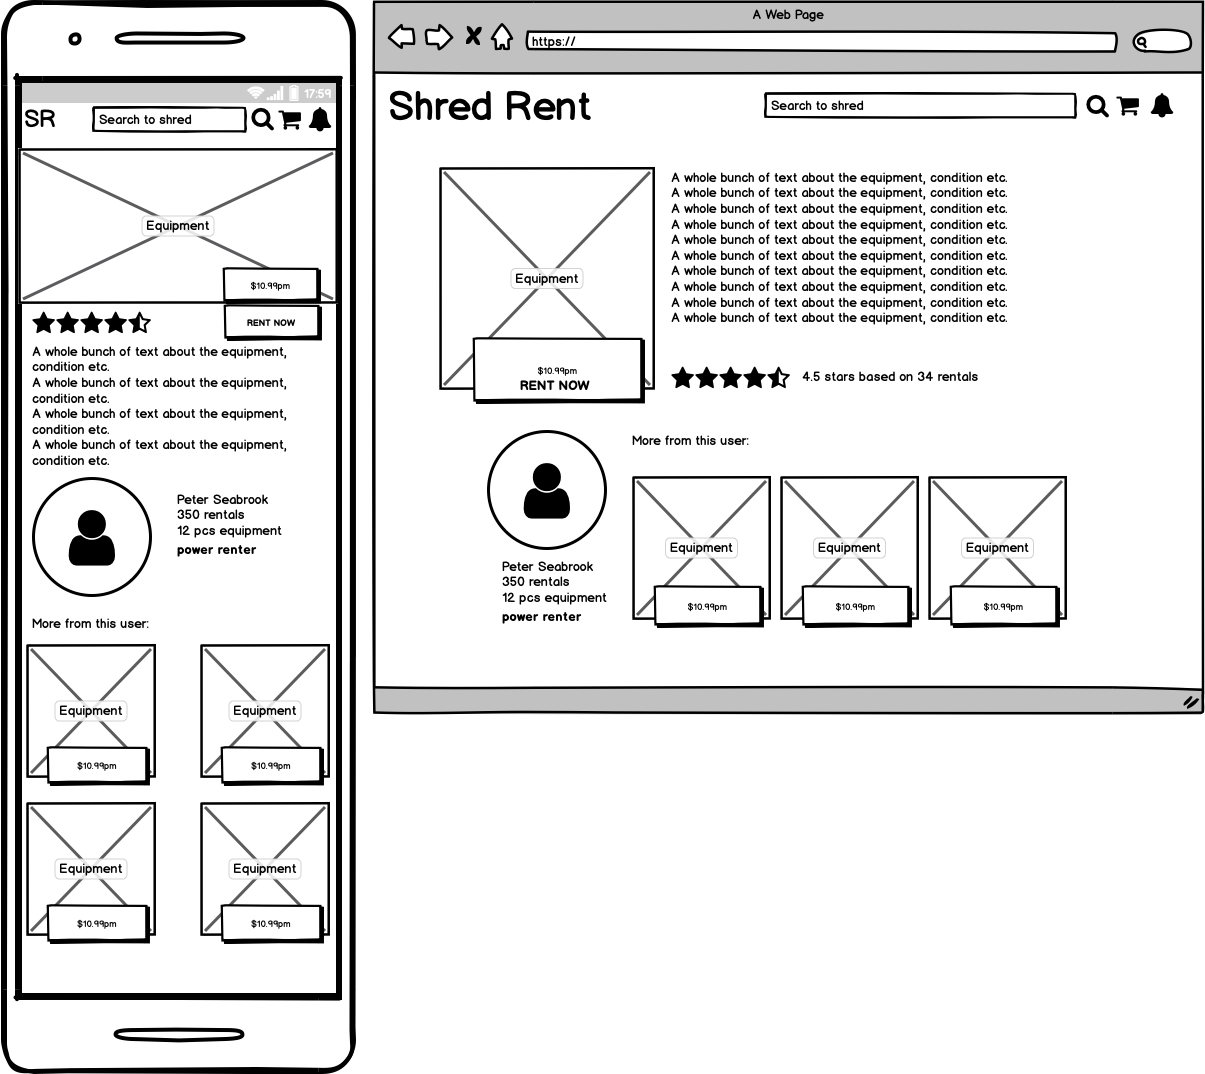 17:59
SR
Search to shred
Equipment
$10.99pm
RENT NOW
A whole bunch of text about the equipment,
condition etc.
A whole bunch of text about the equipment,
condition etc.
A whole bunch of text about the equipment,
condition etc.
A whole bunch of text about the equipment,
condition etc.
Peter Seabrook
350 rentals
12 pcs equipment
power renter
More from this user:
Equipment
$10.99pm
Equipment
$10.99pm
Equipment
$10.99pm
Equipment
$10.99pm
A Web Page
https://
Shred Rent
Search to shred
Equipment
$10.99pm
RENT NOW
A whole bunch of text about the equipment, condition etc.
A whole bunch of text about the equipment, condition etc.
A whole bunch of text about the equipment, condition etc.
A whole bunch of text about the equipment, condition etc.
A whole bunch of text about the equipment, condition etc.
A whole bunch of text about the equipment, condition etc.
A whole bunch of text about the equipment, condition etc.
A whole bunch of text about the equipment, condition etc.
A whole bunch of text about the equipment, condition etc.
A whole bunch of text about the equipment, condition etc.
4.5 stars based on 34 rentals
Peter Seabrook
350 rentals
12 pcs equipment
power renter
More from this user:
Equipment
$10.99pm
Equipment
$10.99pm
Equipment
$10.99pm